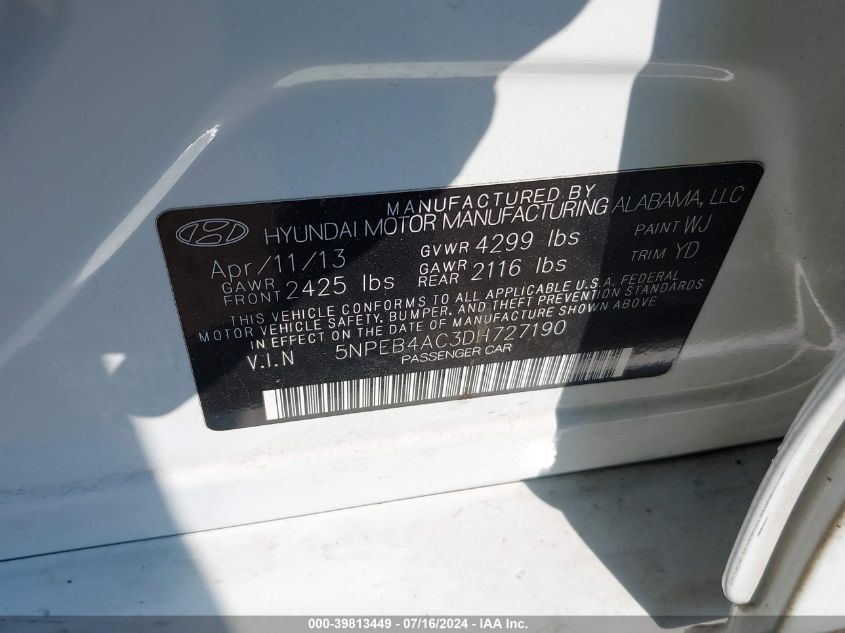 MANUFACTURED BY
HYUNDAI MOTOR MANUFACTURING ALABAMA, LLC
Apr/11/13 GVWR 4299 lbs PAINT WJ
GAWR FRONT 2425 lbs GAWR REAR 2116 lbs TRIM YD
THIS VEHICLE CONFORMS TO ALL APPLICABLE U.S.A. FEDERAL
MOTOR VEHICLE SAFETY, BUMPER, AND THEFT PREVENTION STANDARDS
IN EFFECT ON THE DATE OF MANUFACTURE SHOWN ABOVE
V.I.N 5NPEB4AC3DH727190
PASSENGER CAR
000-39813449 - 07/16/2024 - IAA Inc.